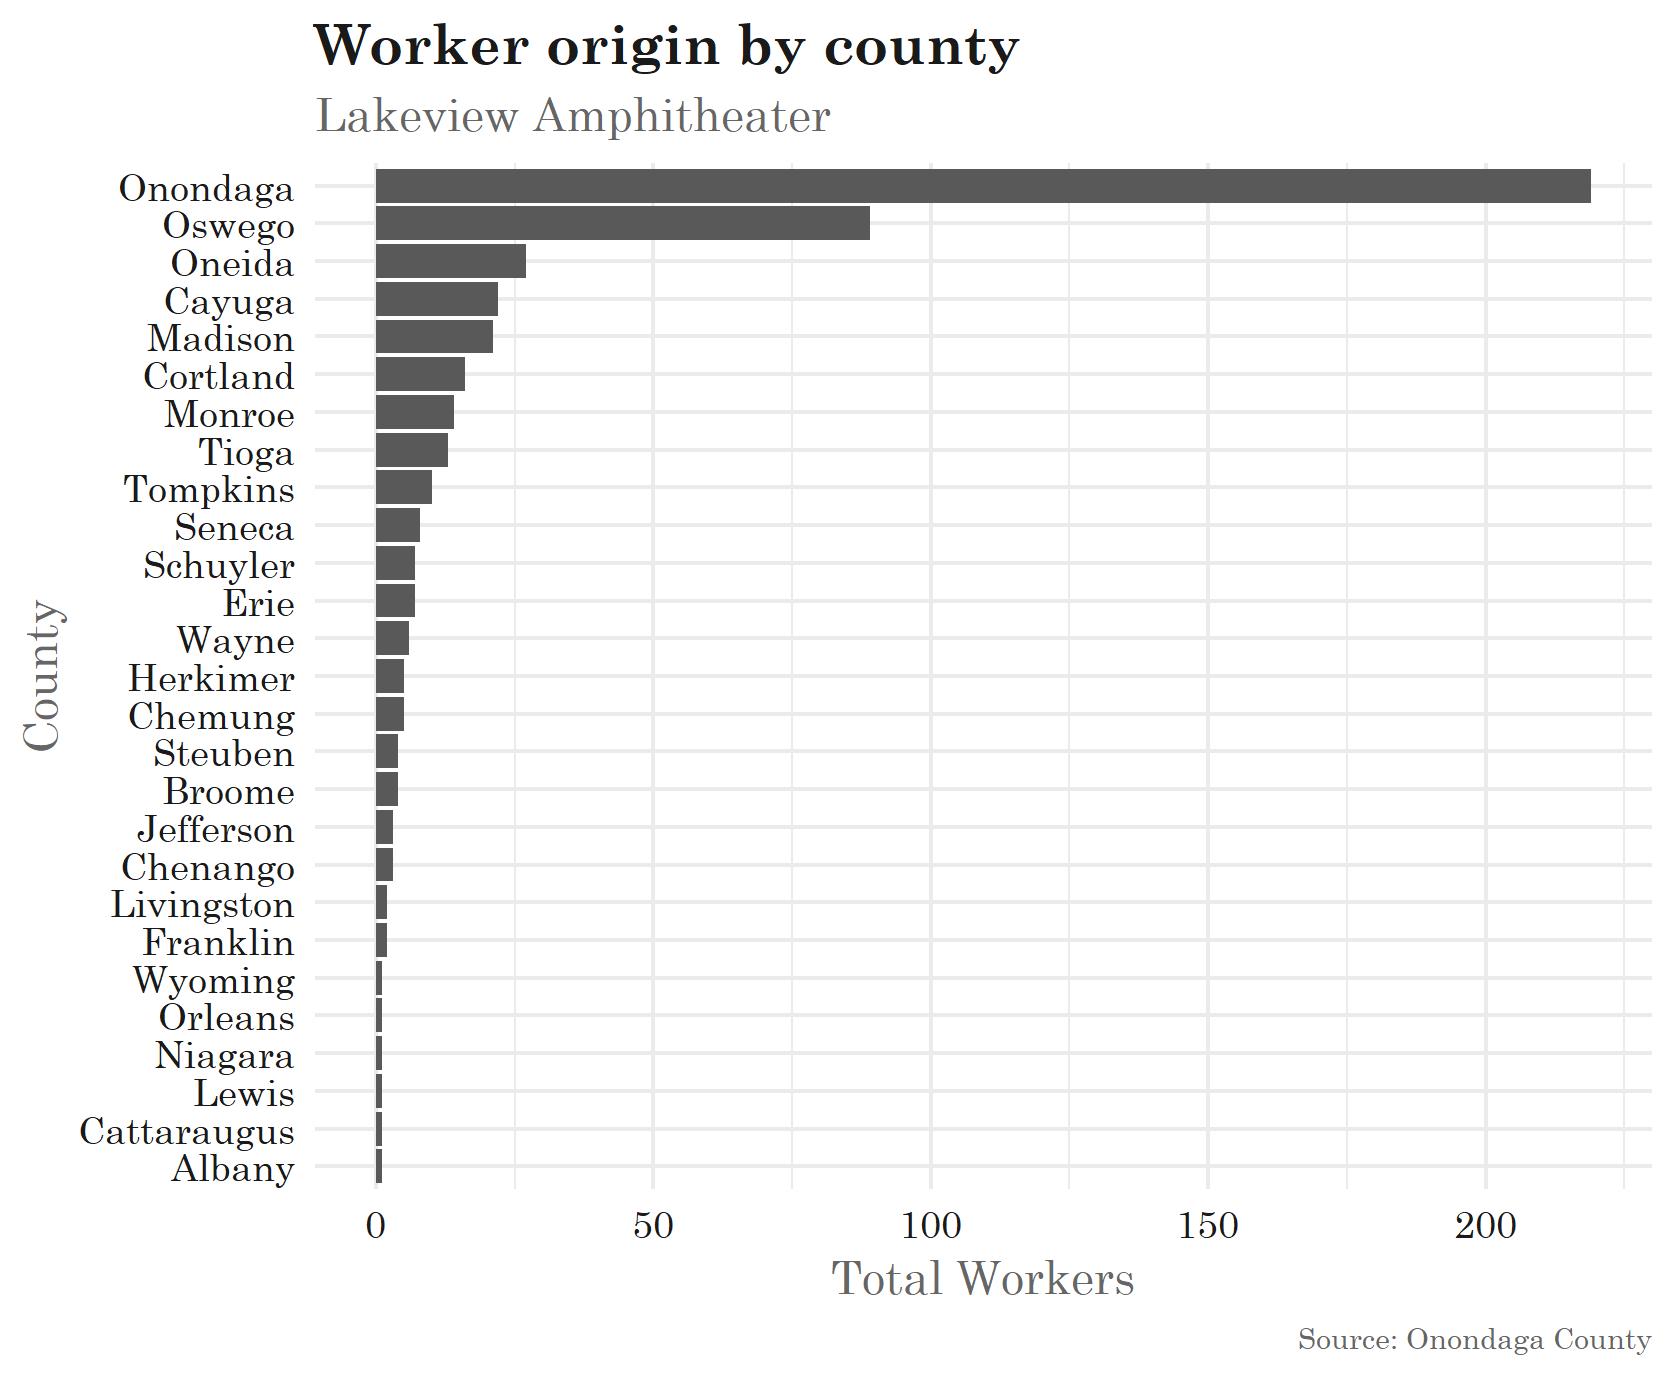 Worker origin by county
Lakeview Amphitheater
County
Onondaga
Oswego
Oneida
Cayuga
Madison
Cortland
Monroe
Tioga
Tompkins
Seneca
Schuyler
Erie
Wayne
Herkimer
Chemung
Steuben
Broome
Jefferson
Chenango
Livingston
Franklin
Wyoming
Orleans
Niagara
Lewis
Cattaraugus
Albany
0 50 100 150 200
Total Workers
Source: Onondaga County